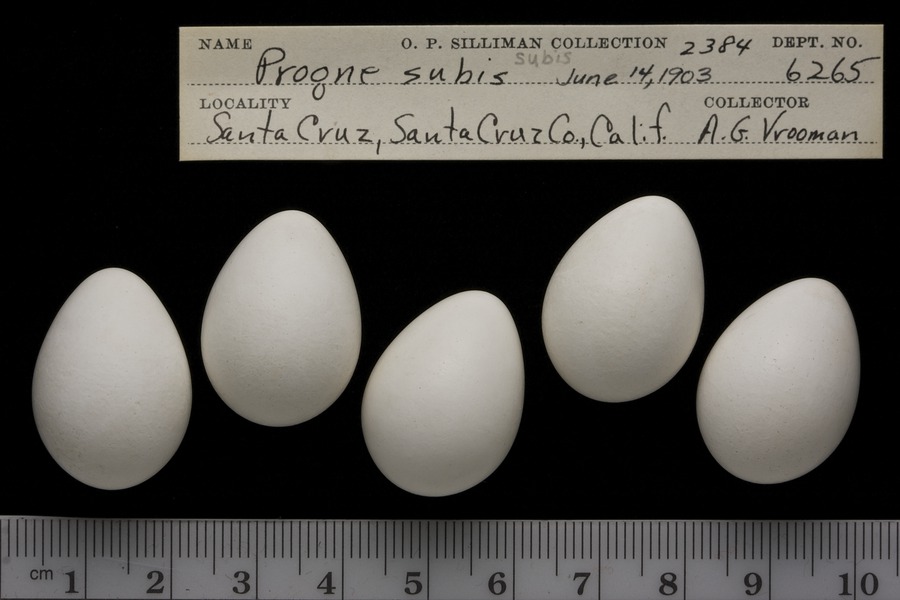 NAME O. P. SILLIMAN COLLECTION 2384 DEPT. NO.
subis
Progne subis June 14, 1903 6265
LOCALITY COLLECTOR
Santa Cruz, Santa Cruz Co., Calif. A. G. Vrooman
cm 1 2 3 4 5 6 7 8 9 10